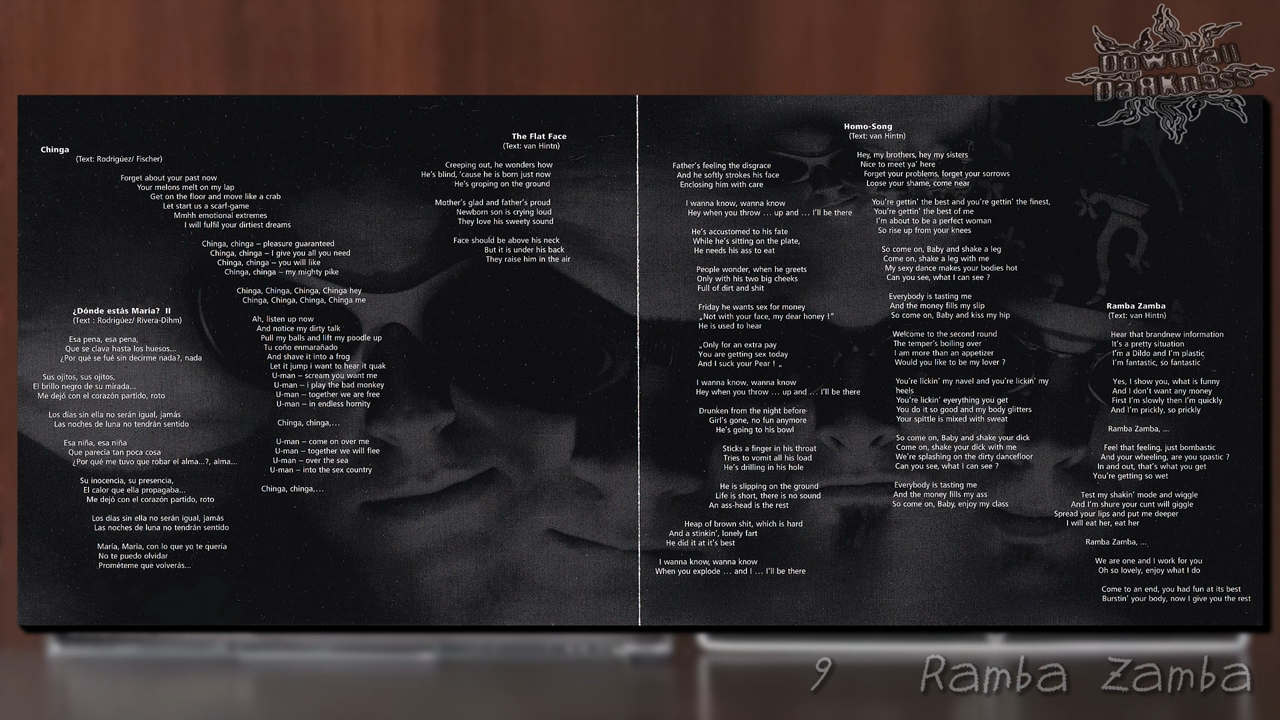 Downfall
of
Darkness
Chinga
(Text: Rodrigúez/ Fischer)
Forget about your past now
Your melons melt on my lap
Get on the floor and move like a crab
Let start us a scarf-game
Mmhh emotional extremes
I will fulfil your dirtiest dreams
Chinga, chinga – pleasure guaranteed
Chinga, chinga – I give you all you need
Chinga, chinga – you will like
Chinga, chinga – my mighty pike
Chinga, Chinga, Chinga, Chinga hey
Chinga, Chinga, Chinga, Chinga me
Ah, listen up now
And notice my dirty talk
Pull my balls and lift my poodle up
Tu coño enmarañado
And shave it into a frog
Let it jump i want to hear it quak
U-man – scream you want me
U-man – i play the bad monkey
U-man – together we are free
U-man – in endless hornity
Chinga, chinga,...
U-man – come on over me
U-man – together we will flee
U-man – over the sea
U-man – into the sex country
Chinga, chinga,...
¿Dónde estás Maria? II
(Text : Rodrigúez/ Rivera-Dihm)
Esa pena, esa pena,
Que se clava hasta los huesos...
¿Por qué se fué sin decirme nada?, nada
Sus ojitos, sus ojitos,
El brillo negro de su mirada...
Me dejó con el corazón partido, roto
Los días sin ella no serán igual, jamás
Las noches de luna no tendrán sentido
Esa niña, esa niña
Que parecía tan poca cosa
¿Por qué me tuvo que robar el alma...?, alma...
Su inocencia, su presencia,
El calor que ella propagaba...
Me dejó con el corazón partido, roto
Los días sin ella no serán igual, jamás
Las noches de luna no tendrán sentido
María, Maria, con lo que yo te quería
No te puedo olvidar
Prométeme que volverás...
The Flat Face
(Text: van Hintn)
Creeping out, he wonders how
He's blind, 'cause he is born just now
He's groping on the ground
Mother's glad and father's proud
Newborn son is crying loud
They love his sweety sound
Face should be above his neck
But it is under his back
They raise him in the air
Father's feeling the disgrace
And he softly strokes his face
Enclosing him with care
I wanna know, wanna know
Hey when you throw ... up and ... I'll be there
He's accustomed to his fate
While he's sitting on the plate,
He needs his ass to eat
People wonder, when he greets
Only with his two big cheeks
Full of dirt and shit
Friday he wants sex for money
„Not with your face, my dear honey !"
He is used to hear
„Only for an extra pay
You are getting sex today
And I suck your Pear ! „
I wanna know, wanna know
Hey when you throw ... up and ... I'll be there
Drunken from the night before
Girl's gone, no fun anymore
He's going to his bowl
Sticks a finger in his throat
Tries to vomit all his load
He's drilling in his hole
He is slipping on the ground
Life is short, there is no sound
An ass-head is the rest
Heap of brown shit, which is hard
And a stinkin', lonely fart
He did it at it's best
I wanna know, wanna know
When you explode ... and I ... I'll be there
Homo-Song
(Text: van Hintn)
Hey, my brothers, hey my sisters
Nice to meet ya' here
Forget your problems, forget your sorrows
Loose your shame, come near
You're gettin' the best and you're gettin' the finest,
You're gettin' the best of me
I'm about to be a perfect woman
So rise up from your knees
So come on, Baby and shake a leg
Come on, shake a leg with me
My sexy dance makes your bodies hot
Can you see, what I can see ?
Everybody is tasting me
And the money fills my slip
So come on, Baby and kiss my hip
Welcome to the second round
The temper's boiling over
I am more than an appetizer
Would you like to be my lover ?
You're lickin' my navel and you're lickin' my
heels
You're lickin' eyerything you get
You do it so good and my body glitters
Your spittle is mixed with sweat
So come on, Baby and shake your dick
Come on, shake your dick with me
We're splashing on the dirty dancefloor
Can you see, what I can see ?
Everybody is tasting me
And the money fills my ass
So come on, Baby, enjoy my class
Ramba Zamba
(Text: van Hintn)
Hear that brandnew information
It's a pretty situation
I'm a Dildo and I'm plastic
I'm fantastic, so fantastic
Yes, I show you, what is funny
And I don't want any money
First I'm slowly then I'm quickly
And I'm prickly, so prickly
Ramba Zamba, ...
Feel that feeling, just bombastic
And your wheeling, are you spastic ?
In and out, that's what you get
You're getting so wet
Test my shakin' mode and wiggle
And I'm shure your cunt will giggle
Spread your lips and put me deeper
I will eat her, eat her
Ramba Zamba, ...
We are one and I work for you
Oh so lovely, enjoy what I do
Come to an end, you had fun at its best
Burstin' your body, now I give you the rest
9 Ramba Zamba